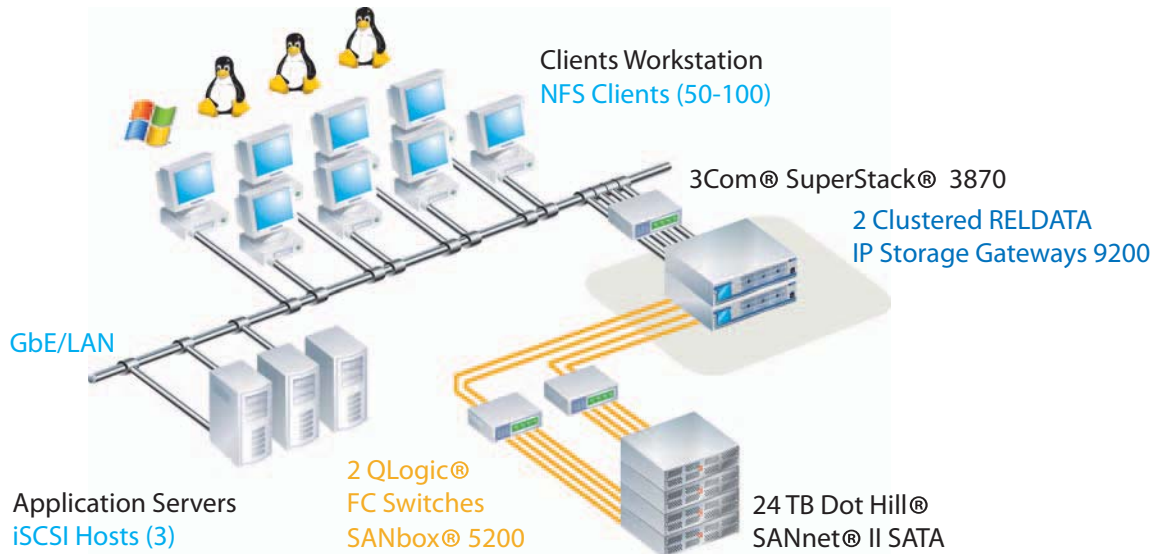 Clients Workstation
NFS Clients (50-100)
3Com® SuperStack® 3870
2 Clustered RELDATA
IP Storage Gateways 9200
GbE/LAN
Application Servers
iSCSI Hosts (3)
2 QLogic®
FC Switches
SANbox® 5200
24 TB Dot Hill®
SANnet® II SATA